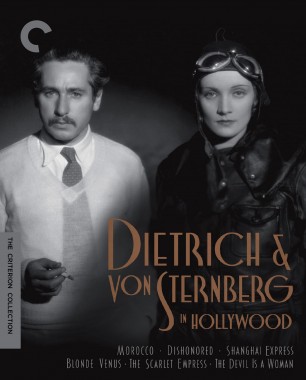 THE CRITERION COLLECTION
DIETRICH &
VON STERNBERG
IN HOLLYWOOD
MOROCCO · DISHONORED · SHANGHAI EXPRESS
BLONDE VENUS · THE SCARLET EMPRESS · THE DEVIL IS A WOMAN